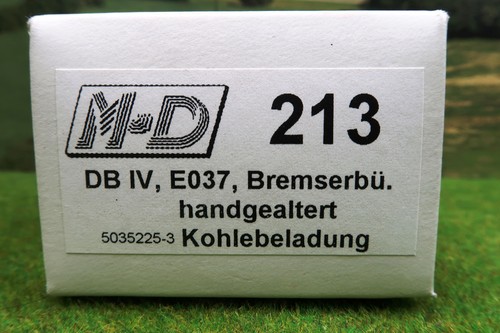 M-D 213
DB IV, E037, Bremserbü.
handgealtert
5035225-3 Kohlebeladung